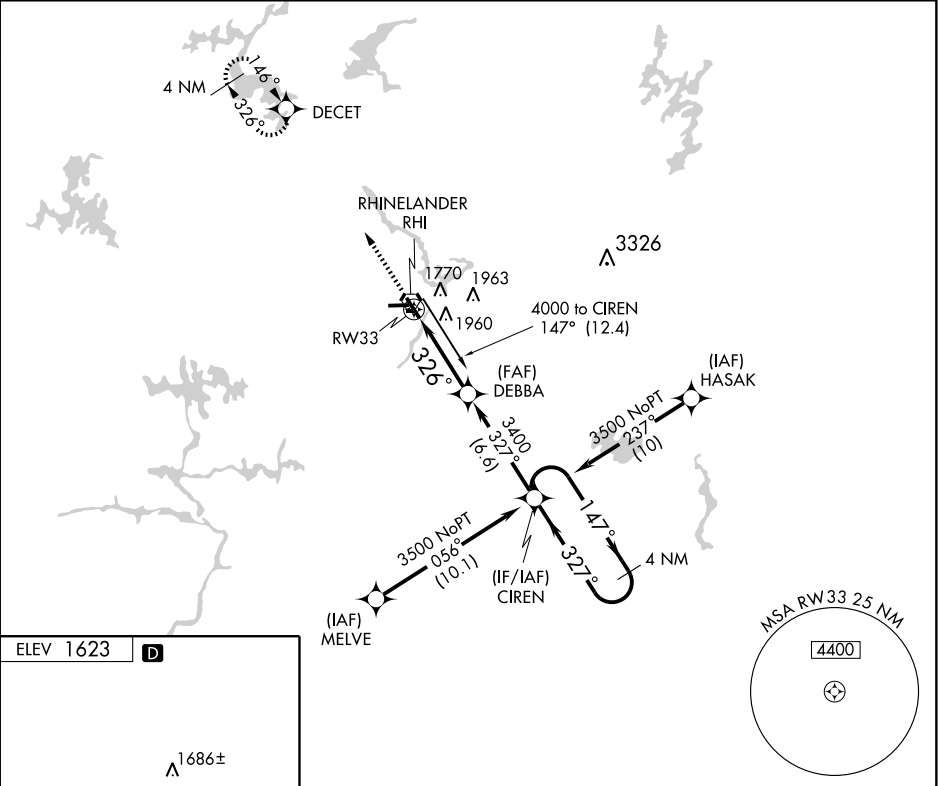 146°
4 NM
326°
DECET
RHINELANDER
RHI
3326
1770
1963
1960
4000 to CIREN
147° (12.4)
RW33
326°
(FAF)
DEBBA
(IAF)
HASAK
3500 NoPT
237°
(10)
3400
327°
(6.6)
147°
3500 NoPT
056°
(10.1)
327°
4 NM
(IF/IAF)
CIREN
(IAF)
MELVE
MSA RW33 25 NM
4400
ELEV 1623 D
1686±